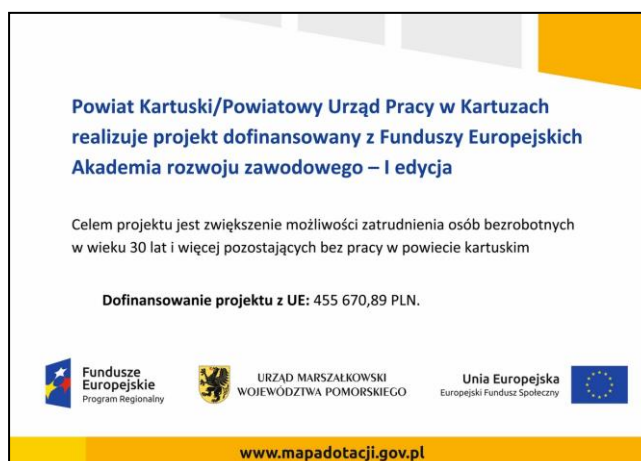 Powiat Kartuski/Powiatowy Urząd Pracy w Kartuzach
realizuje projekt dofinansowany z Funduszy Europejskich
Akademia rozwoju zawodowego – I edycja
Celem projektu jest zwiększenie możliwości zatrudnienia osób bezrobotnych
w wieku 30 lat i więcej pozostających bez pracy w powiecie kartuskim
Dofinansowanie projektu z UE: 455 670,89 PLN.
Fundusze
Europejskie
Program Regionalny
URZĄD MARSZAŁKOWSKI
WOJEWÓDZTWA POMORSKIEGO
Unia Europejska
Europejski Fundusz Społeczny
www.mapadotacji.gov.pl